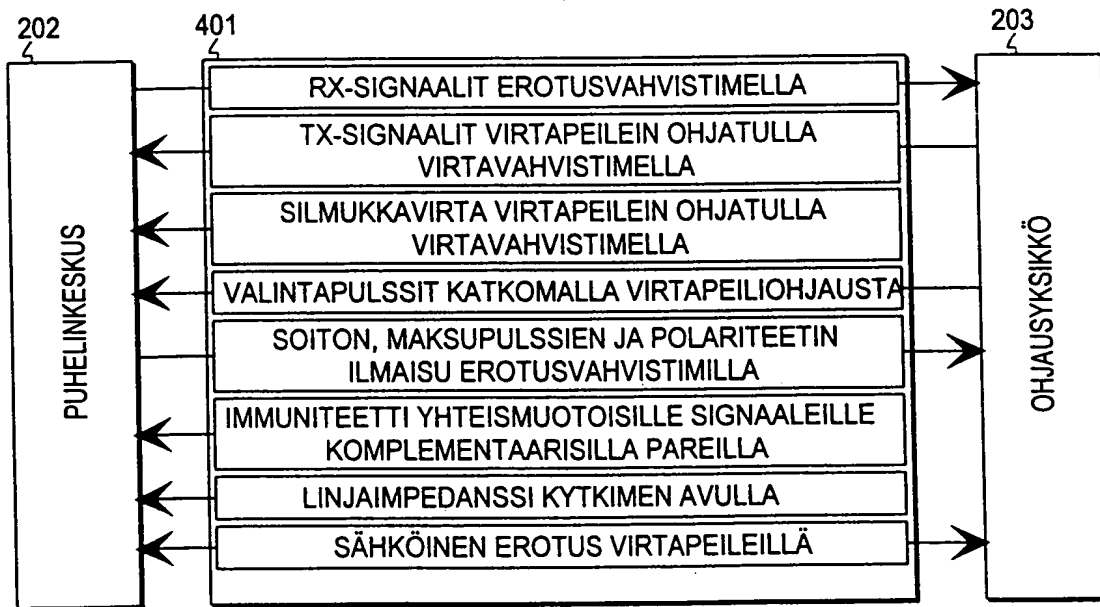 202
401
203
PUHELINKESKUS
RX-SIGNAALIT EROTUSVAHVISTIMELLA
TX-SIGNAALIT VIRTAPEILEIN OHJATULLA
VIRTAVAHVISTIMELLA
SILMUKKAVIRTA VIRTAPEILEIN OHJATULLA
VIRTAVAHVISTIMELLA
VALINTAPULSSIT KATKOMALLA VIRTAPEILIOHJAUSTA
SOITON, MAKSUPULSSIEN JA POLARITEETIN
ILMAISU EROTUSVAHVISTIMILLA
IMMUNITEETTI YHTEISMUOTOISILLE SIGNAALEILLE
KOMPLEMENTAARISILLA PAREILLA
LINJAIMPEDANSSI KYTKIMEN AVULLA
SÄHKÖINEN EROTUS VIRTAPEILEILLÄ
OHJAUSYKSIKKÖ